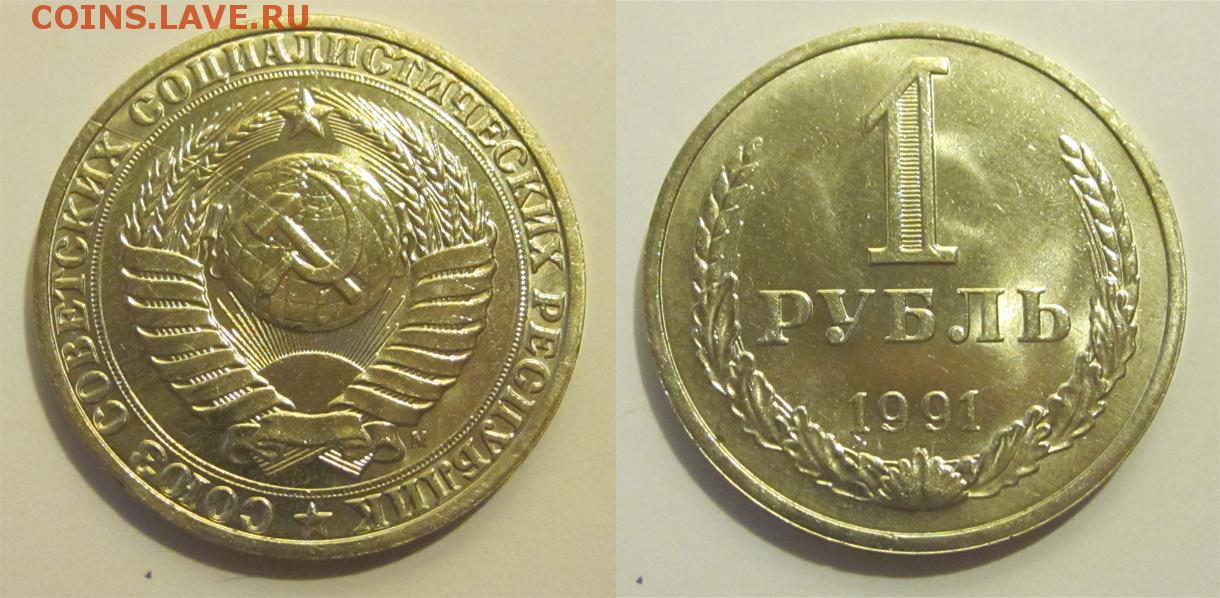 COINS.LAVE.RU
СОЮЗ СОВЕТСКИХ СОЦИАЛИСТИЧЕСКИХ РЕСПУБЛИК
М
1
РУБЛЬ
1991